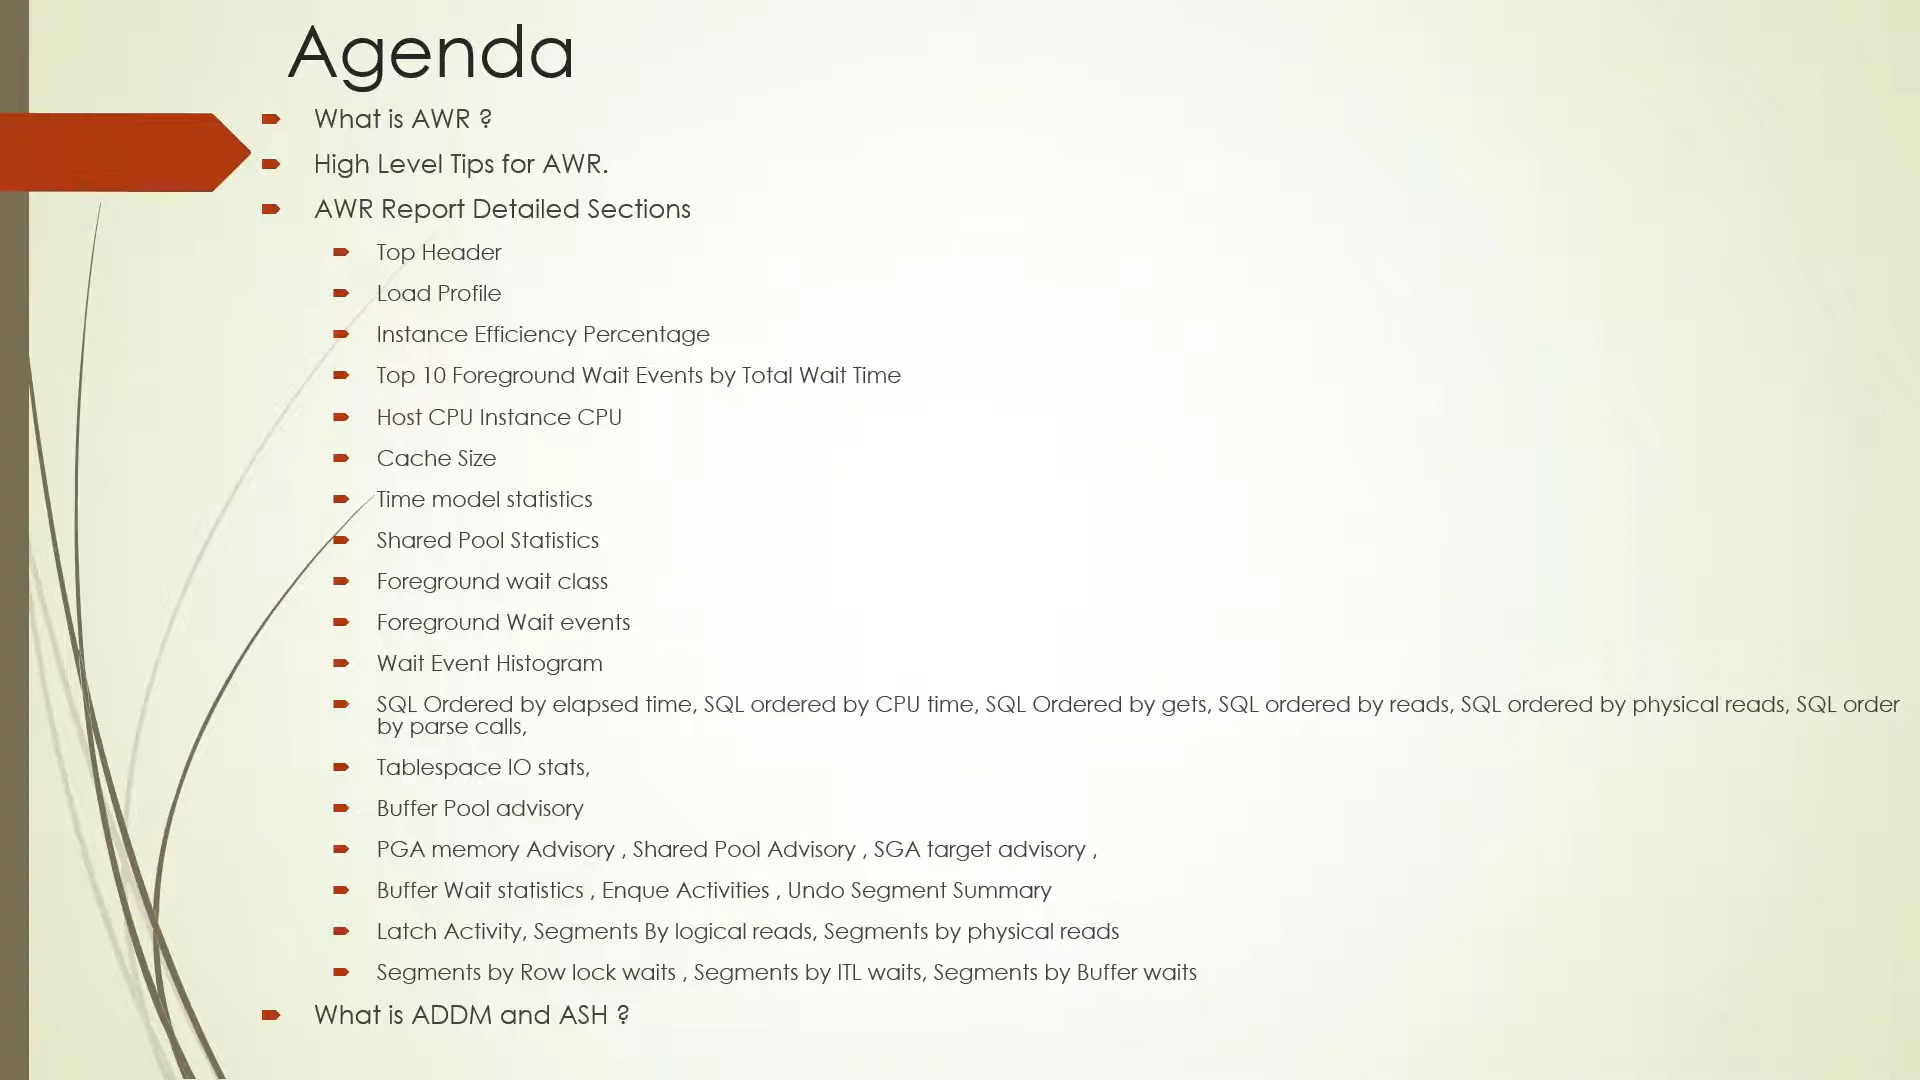 Agenda
What is AWR ?
High Level Tips for AWR.
AWR Report Detailed Sections
Top Header
Load Profile
Instance Efficiency Percentage
Top 10 Foreground Wait Events by Total Wait Time
Host CPU Instance CPU
Cache Size
Time model statistics
Shared Pool Statistics
Foreground wait class
Foreground Wait events
Wait Event Histogram
SQL Ordered by elapsed time, SQL ordered by CPU time, SQL Ordered by gets, SQL ordered by reads, SQL ordered by physical reads, SQL order
by parse calls,
Tablespace IO stats,
Buffer Pool advisory
PGA memory Advisory , Shared Pool Advisory , SGA target advisory ,
Buffer Wait statistics , Enque Activities , Undo Segment Summary
Latch Activity, Segments By logical reads, Segments by physical reads
Segments by Row lock waits , Segments by ITL waits, Segments by Buffer waits
What is ADDM and ASH ?